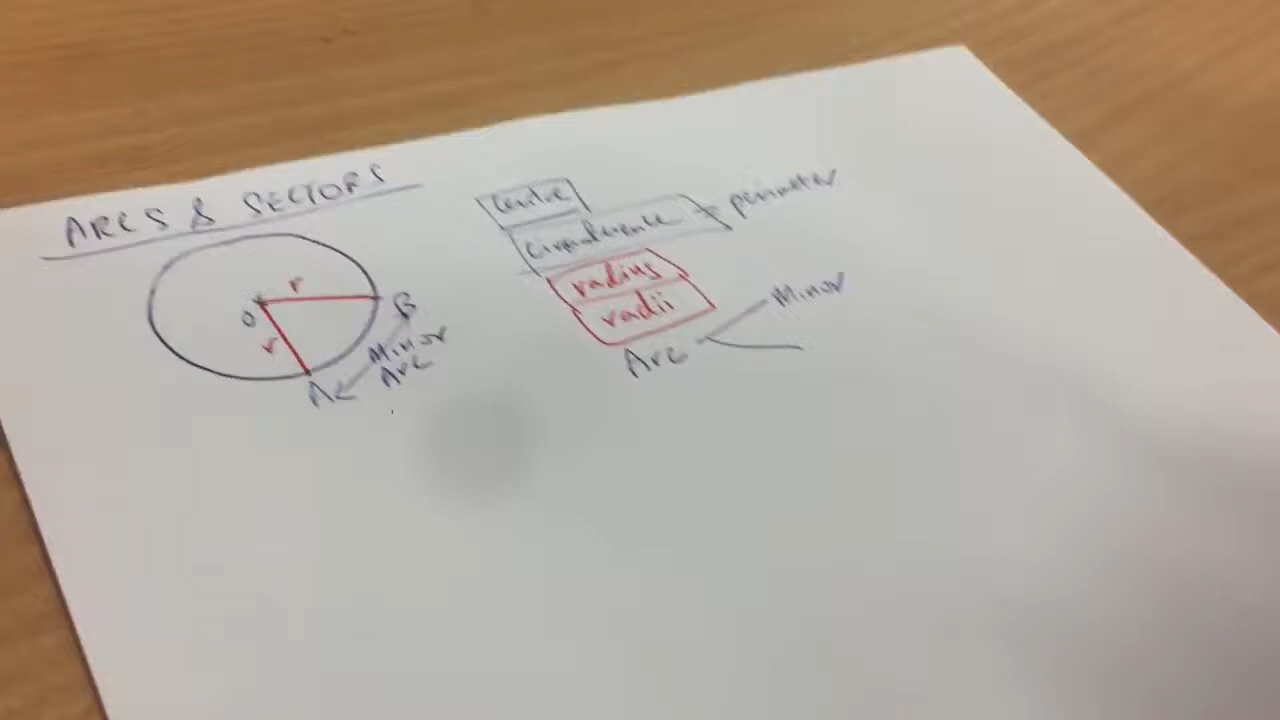 ARCS & SECTORS
r
O
r
B
A
Minor
Arc
centre
circumference ≠ perimeter
radius
radii
Arc
Minor